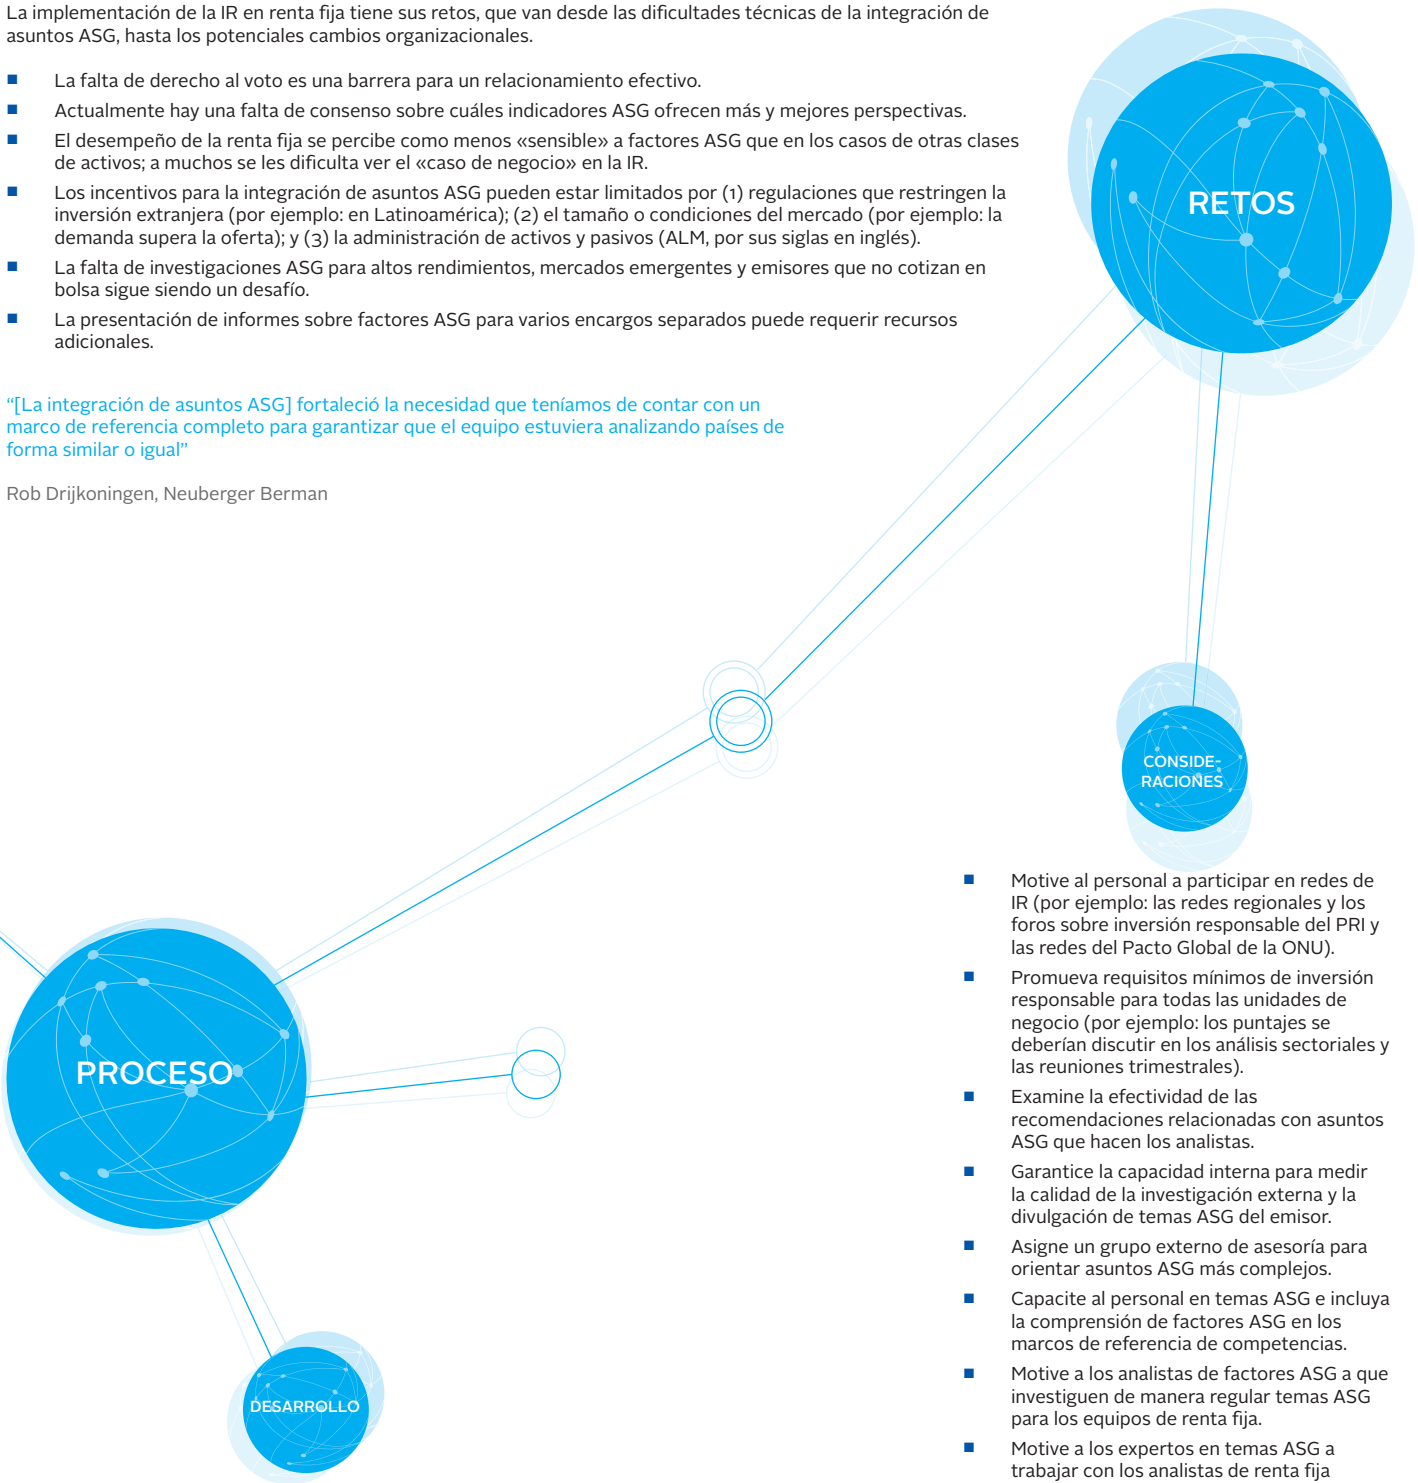 La implementación de la IR en renta fija tiene sus retos, que van desde las dificultades técnicas de la integración de
asuntos ASG, hasta los potenciales cambios organizacionales.
■ La falta de derecho al voto es una barrera para un relacionamiento efectivo.
■ Actualmente hay una falta de consenso sobre cuáles indicadores ASG ofrecen más y mejores perspectivas.
■ El desempeño de la renta fija se percibe como menos «sensible» a factores ASG que en los casos de otras clases
de activos; a muchos se les dificulta ver el «caso de negocio» en la IR.
■ Los incentivos para la integración de asuntos ASG pueden estar limitados por (1) regulaciones que restringen la
inversión extranjera (por ejemplo: en Latinoamérica); (2) el tamaño o condiciones del mercado (por ejemplo: la
demanda supera la oferta); y (3) la administración de activos y pasivos (ALM, por sus siglas en inglés).
■ La falta de investigaciones ASG para altos rendimientos, mercados emergentes y emisores que no cotizan en
bolsa sigue siendo un desafío.
■ La presentación de informes sobre factores ASG para varios encargos separados puede requerir recursos
adicionales.
“[La integración de asuntos ASG] fortaleció la necesidad que teníamos de contar con un
marco de referencia completo para garantizar que el equipo estuviera analizando países de
forma similar o igual”
Rob Drijkoningen, Neuberger Berman
RETOS
CONSIDE-
RACIONES
■ Motive al personal a participar en redes de
IR (por ejemplo: las redes regionales y los
foros sobre inversión responsable del PRI y
las redes del Pacto Global de la ONU).
■ Promueva requisitos mínimos de inversión
responsable para todas las unidades de
negocio (por ejemplo: los puntajes se
deberían discutir en los análisis sectoriales y
las reuniones trimestrales).
■ Examine la efectividad de las
recomendaciones relacionadas con asuntos
ASG que hacen los analistas.
■ Garantice la capacidad interna para medir
la calidad de la investigación externa y la
divulgación de temas ASG del emisor.
■ Asigne un grupo externo de asesoría para
orientar asuntos ASG más complejos.
■ Capacite al personal en temas ASG e incluya
la comprensión de factores ASG en los
marcos de referencia de competencias.
■ Motive a los analistas de factores ASG a que
investiguen de manera regular temas ASG
para los equipos de renta fija.
■ Motive a los expertos en temas ASG a
trabajar con los analistas de renta fija
PROCESO
DESARROLLO